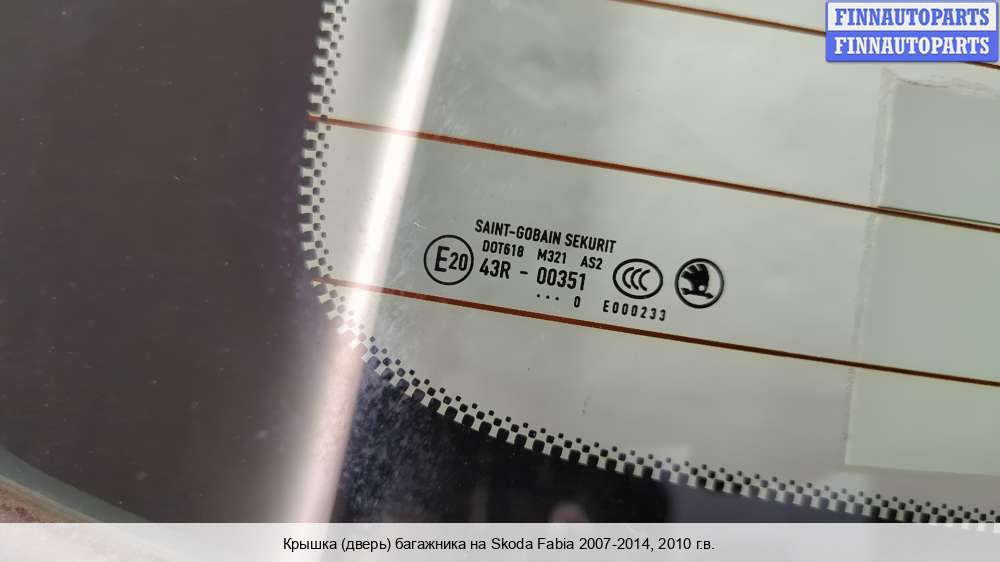 FINNAUTOPARTS
FINNAUTOPARTS
SAINT-GOBAIN SEKURIT
DOT618 M321 AS2
E20 43R - 00351
CCC
... 0 E000233
Крышка (дверь) багажника на Skoda Fabia 2007-2014, 2010 г.в.